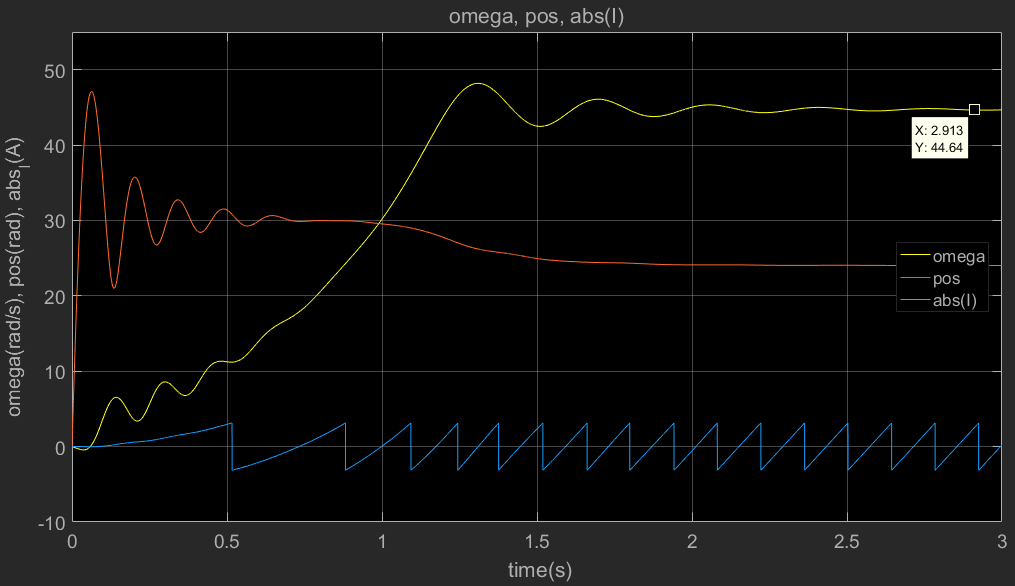 omega, pos, abs(I)
omega(rad/s), pos(rad), abs_I(A)
50
40
30
20
10
0
-10
X: 2.913
Y: 44.64
omega
pos
abs(I)
0 0.5 1 1.5 2 2.5 3
time(s)